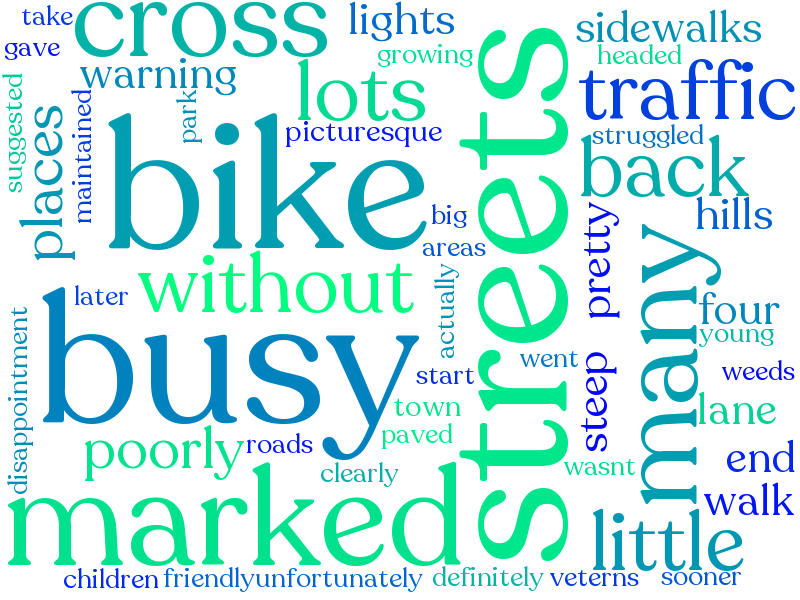 take
cross
lights
sidewalks
gave
growing
headed
warning
lots
streets
traffic
suggested
maintained
park
picturesque
struggled
places
bike
back
big
pretty
hills
areas
many
without
actually
later
four
young
busy
disappointment
start
went
steep
weeds
town
lane
poorly
roads
paved
clearly
wasnt
end
marked
walk
little
children
friendly
unfortunately
definitely
veterns
sooner